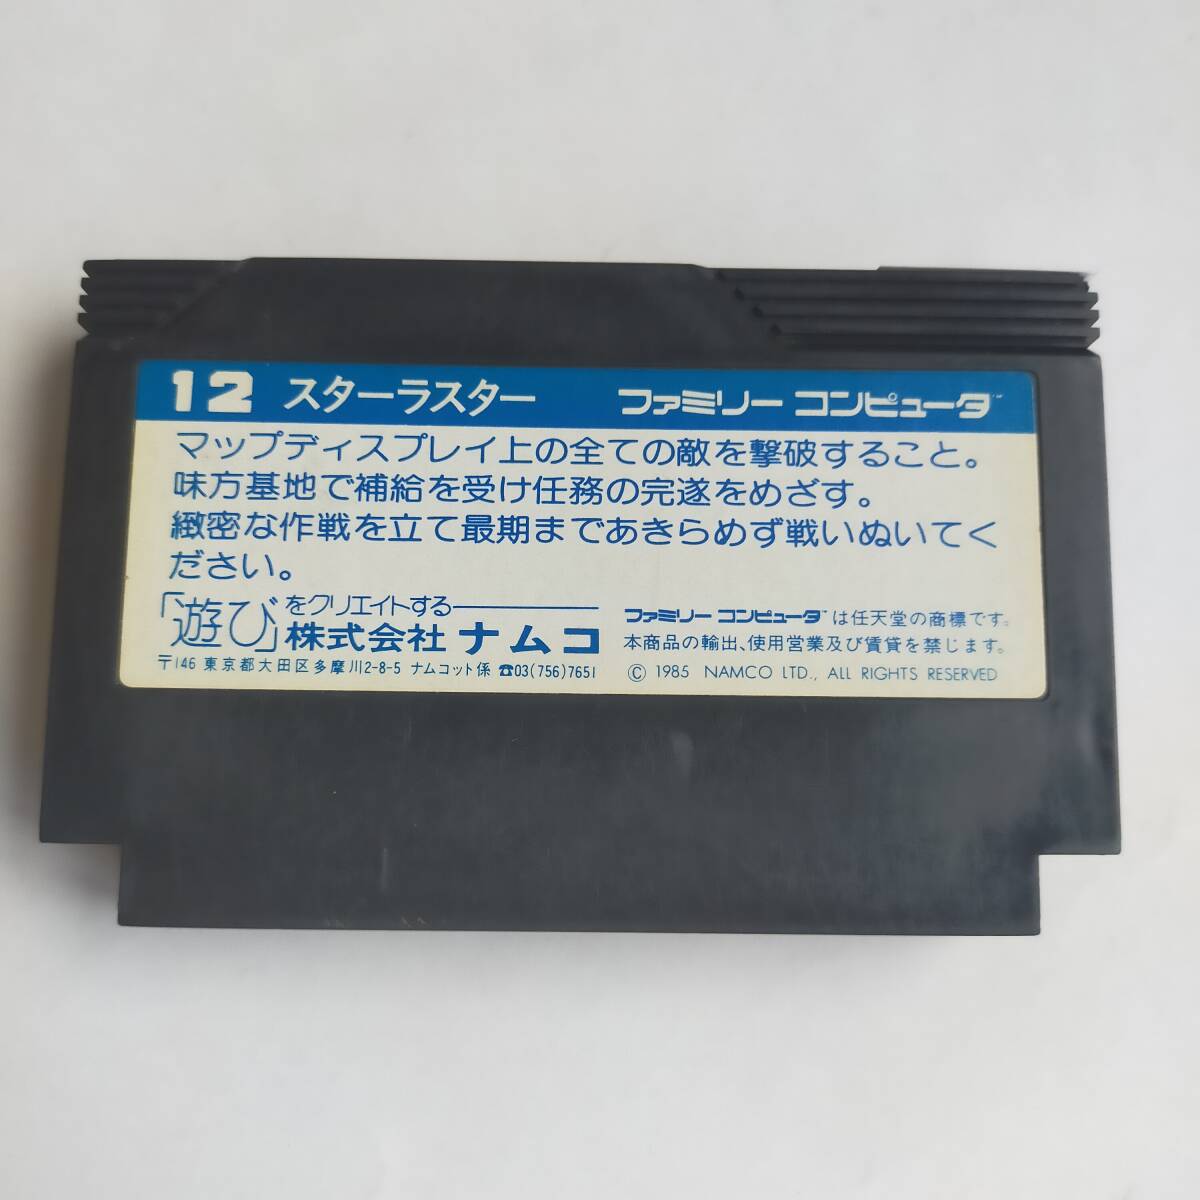 12 スターラスター ファミリー コンピュータ™
マップディスプレイ上の全ての敵を撃破すること。
味方基地で補給を受け任務の完遂をめざす。
緻密な作戦を立て最期まであきらめず戦いぬいてく
ださい。
「遊び」をクリエイトする
株式会社 ナムコ
〒146 東京都大田区多摩川2-8-5 ナムコット係 ☎03(756)7651
ファミリー コンピュータ™は任天堂の商標です。
本商品の輸出、使用営業及び賃貸を禁じます。
© 1985 NAMCO LTD., ALL RIGHTS RESERVED